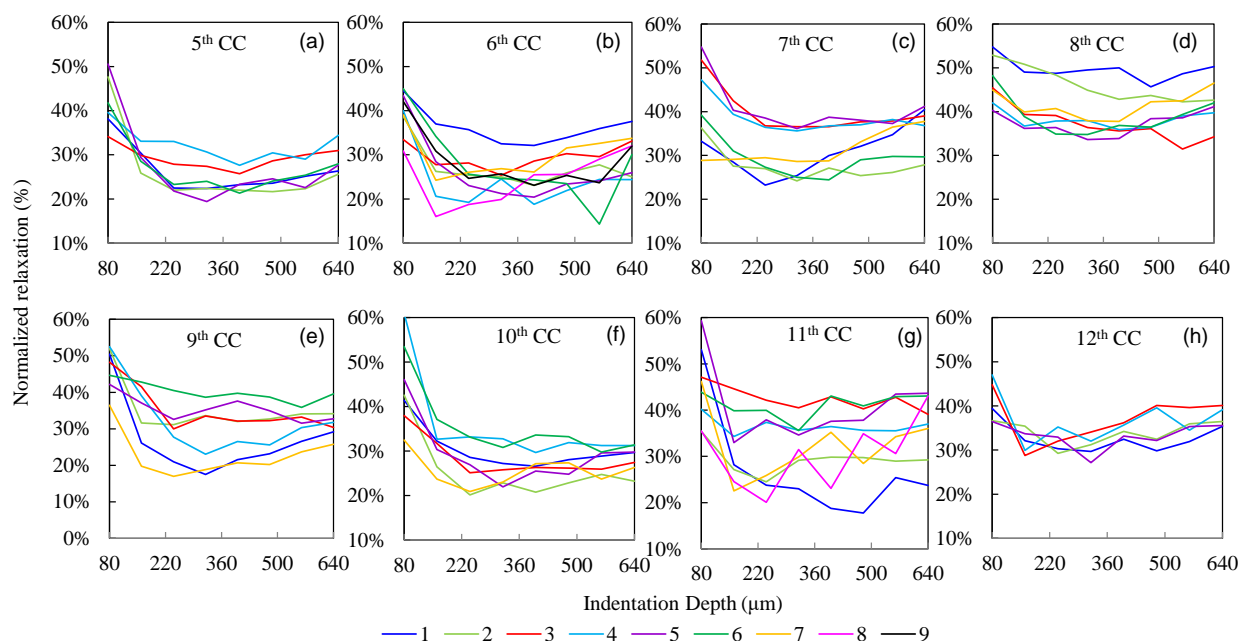 Normalized relaxation (%)
5th CC (a)
60%
50%
40%
30%
20%
10%
80 220 360 500 640
6th CC (b)
60%
50%
40%
30%
20%
10%
80 220 360 500 640
7th CC (c)
60%
50%
40%
30%
20%
10%
80 220 360 500 640
8th CC (d)
60%
50%
40%
30%
20%
10%
80 220 360 500 640
9th CC (e)
60%
50%
40%
30%
20%
10%
0%
80 220 360 500 640
10th CC (f)
60%
50%
40%
30%
20%
10%
80 220 360 500 640
11th CC (g)
60%
50%
40%
30%
20%
10%
80 220 360 500 640
12th CC (h)
60%
50%
40%
30%
20%
10%
80 220 360 500 640
Indentation Depth (μm)
1 2 3 4 5 6 7 8 9